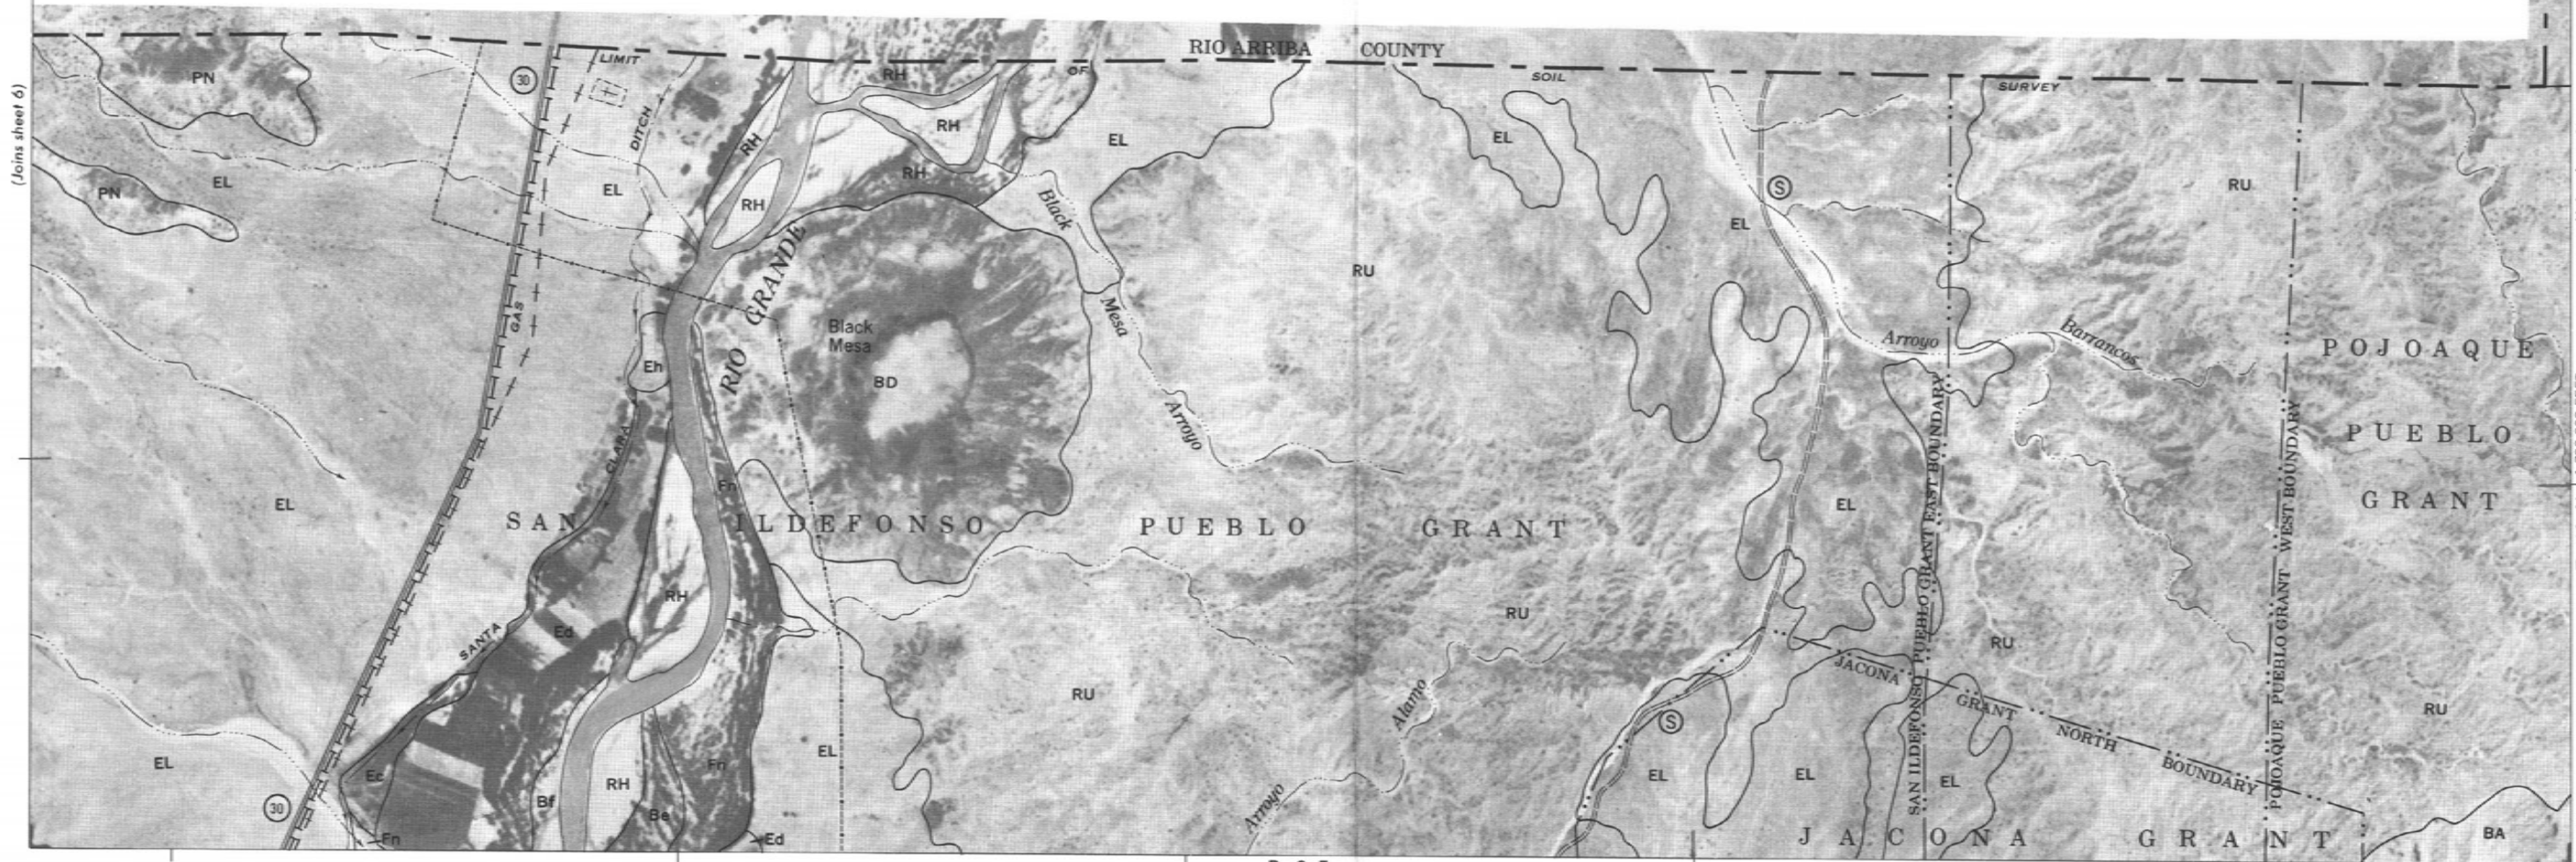 (Joins sheet 6)
RIO ARRIBA COUNTY
LIMIT OF SOIL SURVEY
PN
30
RH
DITCH
RH
RH
EL
EL
S
RU
PN
EL
EL
RH
RH
Black Mesa Arroyo
EL
RU
GAS
RIO GRANDE
Black
Mesa
BD
Eh
Arroyo Barrancos
POJOAQUE
PUEBLO
GRANT
SANTA CLARA
Fn
EL
EL
SAN ILDEFONSO PUEBLO GRANT
SAN ILDEFONSO PUEBLO GRANT EAST BOUNDARY
POJOAQUE PUEBLO GRANT WEST BOUNDARY
RH
RU
Ed
RU
JACONA GRANT NORTH BOUNDARY
RU
Arroyo Alamo
RU
S
EL
EL
Fn
Ec
RH
EL
EL
EL
30
Bf
Be
Fn
Ed
JACONA GRANT
BA